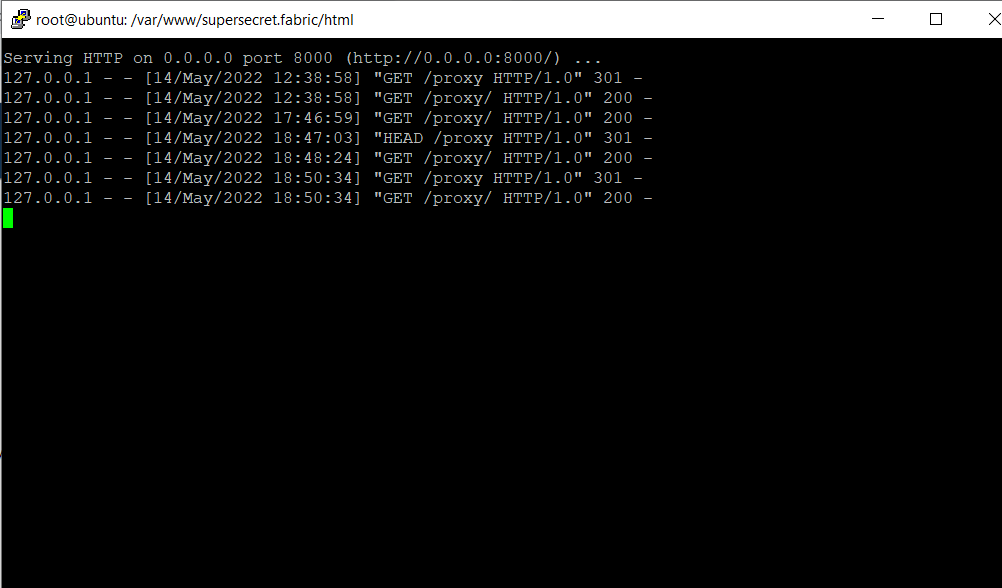 root@ubuntu: /var/www/supersecret.fabric/html
Serving HTTP on 0.0.0.0 port 8000 (http://0.0.0.0:8000/) ...
127.0.0.1 - - [14/May/2022 12:38:58] "GET /proxy HTTP/1.0" 301 -
127.0.0.1 - - [14/May/2022 12:38:58] "GET /proxy/ HTTP/1.0" 200 -
127.0.0.1 - - [14/May/2022 17:46:59] "GET /proxy/ HTTP/1.0" 200 -
127.0.0.1 - - [14/May/2022 18:47:03] "HEAD /proxy HTTP/1.0" 301 -
127.0.0.1 - - [14/May/2022 18:48:24] "GET /proxy/ HTTP/1.0" 200 -
127.0.0.1 - - [14/May/2022 18:50:34] "GET /proxy HTTP/1.0" 301 -
127.0.0.1 - - [14/May/2022 18:50:34] "GET /proxy/ HTTP/1.0" 200 -